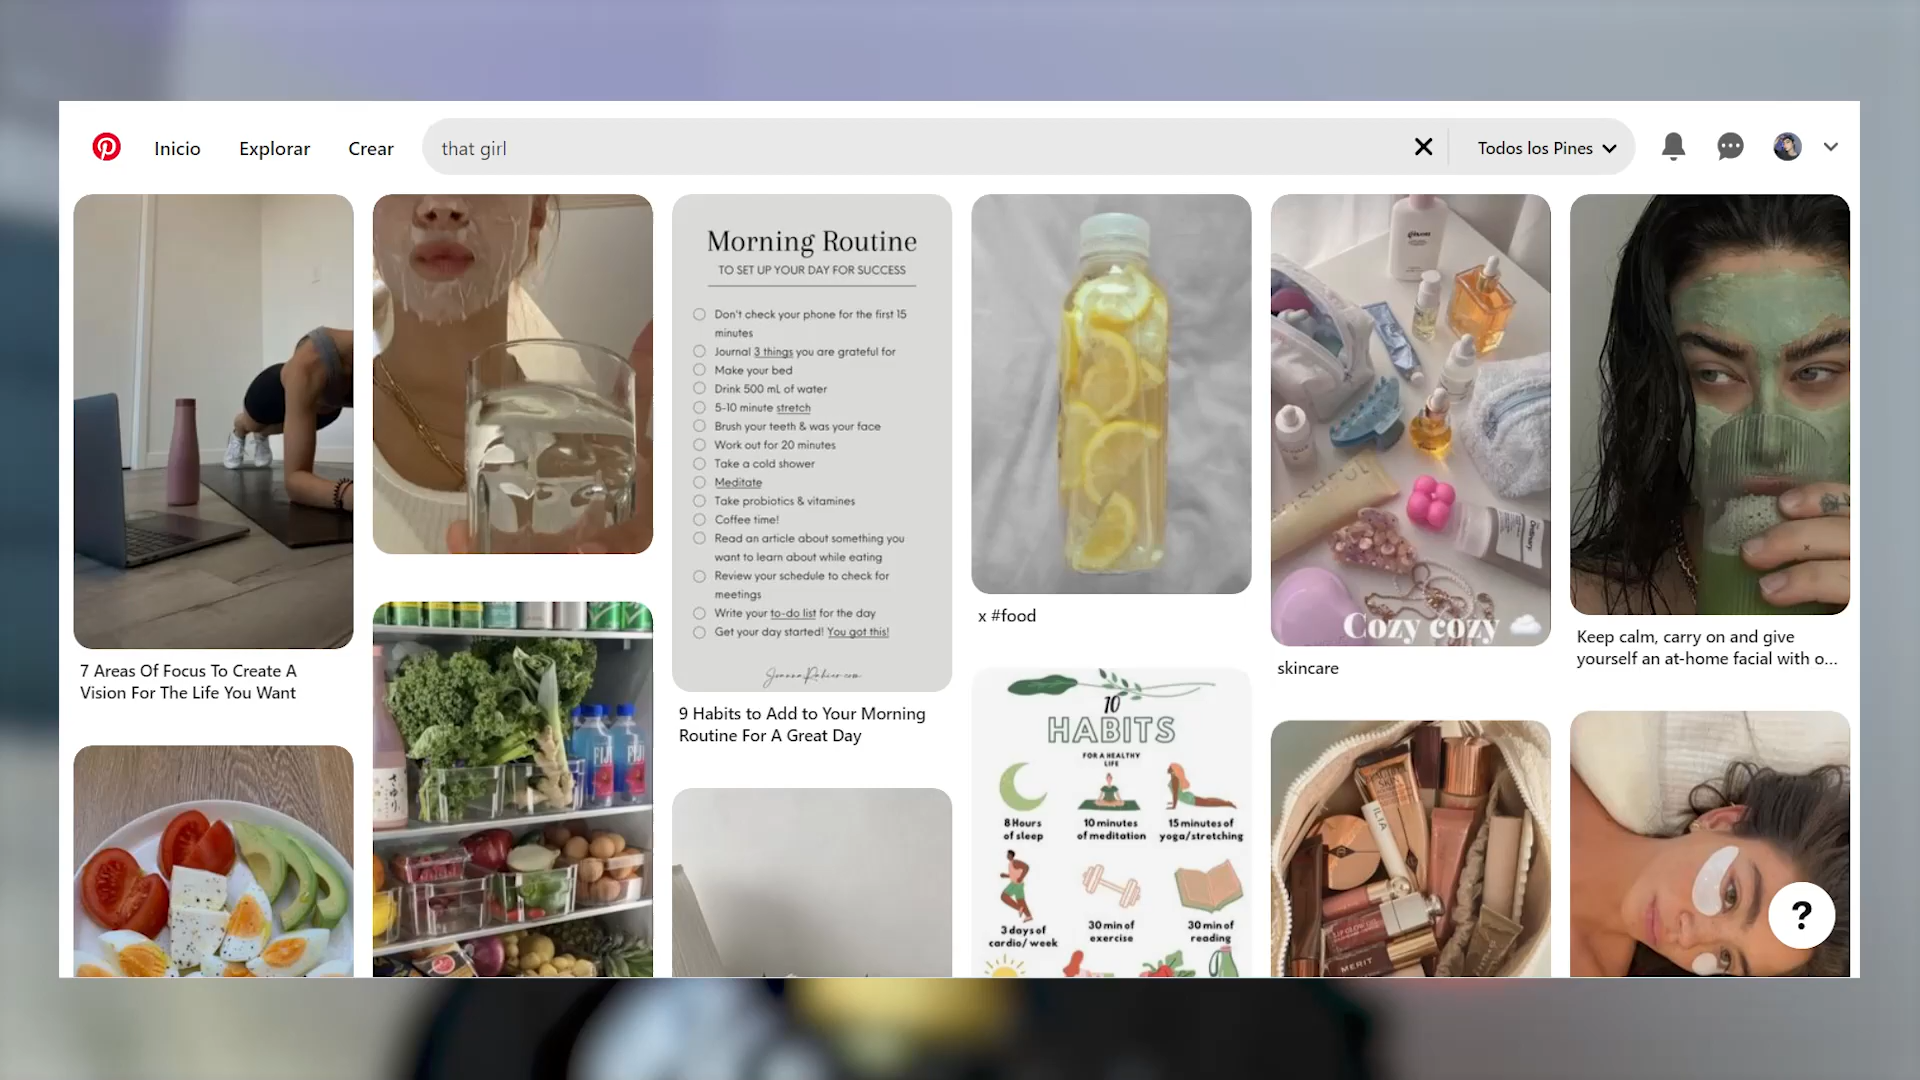 Inicio
Explorar
Crear
that girl
Todos los Pines
7 Areas Of Focus To Create A
Vision For The Life You Want
Morning Routine
TO SET UP YOUR DAY FOR SUCCESS
Don't check your phone for the first 15
minutes
Journal 3 things you are grateful for
Make your bed
Drink 500 mL of water
5-10 minute stretch
Brush your teeth & was your face
Work out for 20 minutes
Take a cold shower
Meditate
Take probiotics & vitamines
Coffee time!
Read an article about something you
want to learn about while eating
Review your schedule to check for
meetings
Write your to-do list for the day
Get your day started! You got this!
9 Habits to Add to Your Morning
Routine For A Great Day
x #food
10
HABITS
FOR A HEALTHY
LIFE
8 Hours
of sleep
10 minutes
of meditation
15 minutes of
yoga/stretching
3 days of
cardio/ week
30 min of
exercise
30 min of
reading
gisou
Ordinary
Cozy cozy
skincare
ILIA
MERIT
FIJI
FIJI
Keep calm, carry on and give
yourself an at-home facial with o...
?